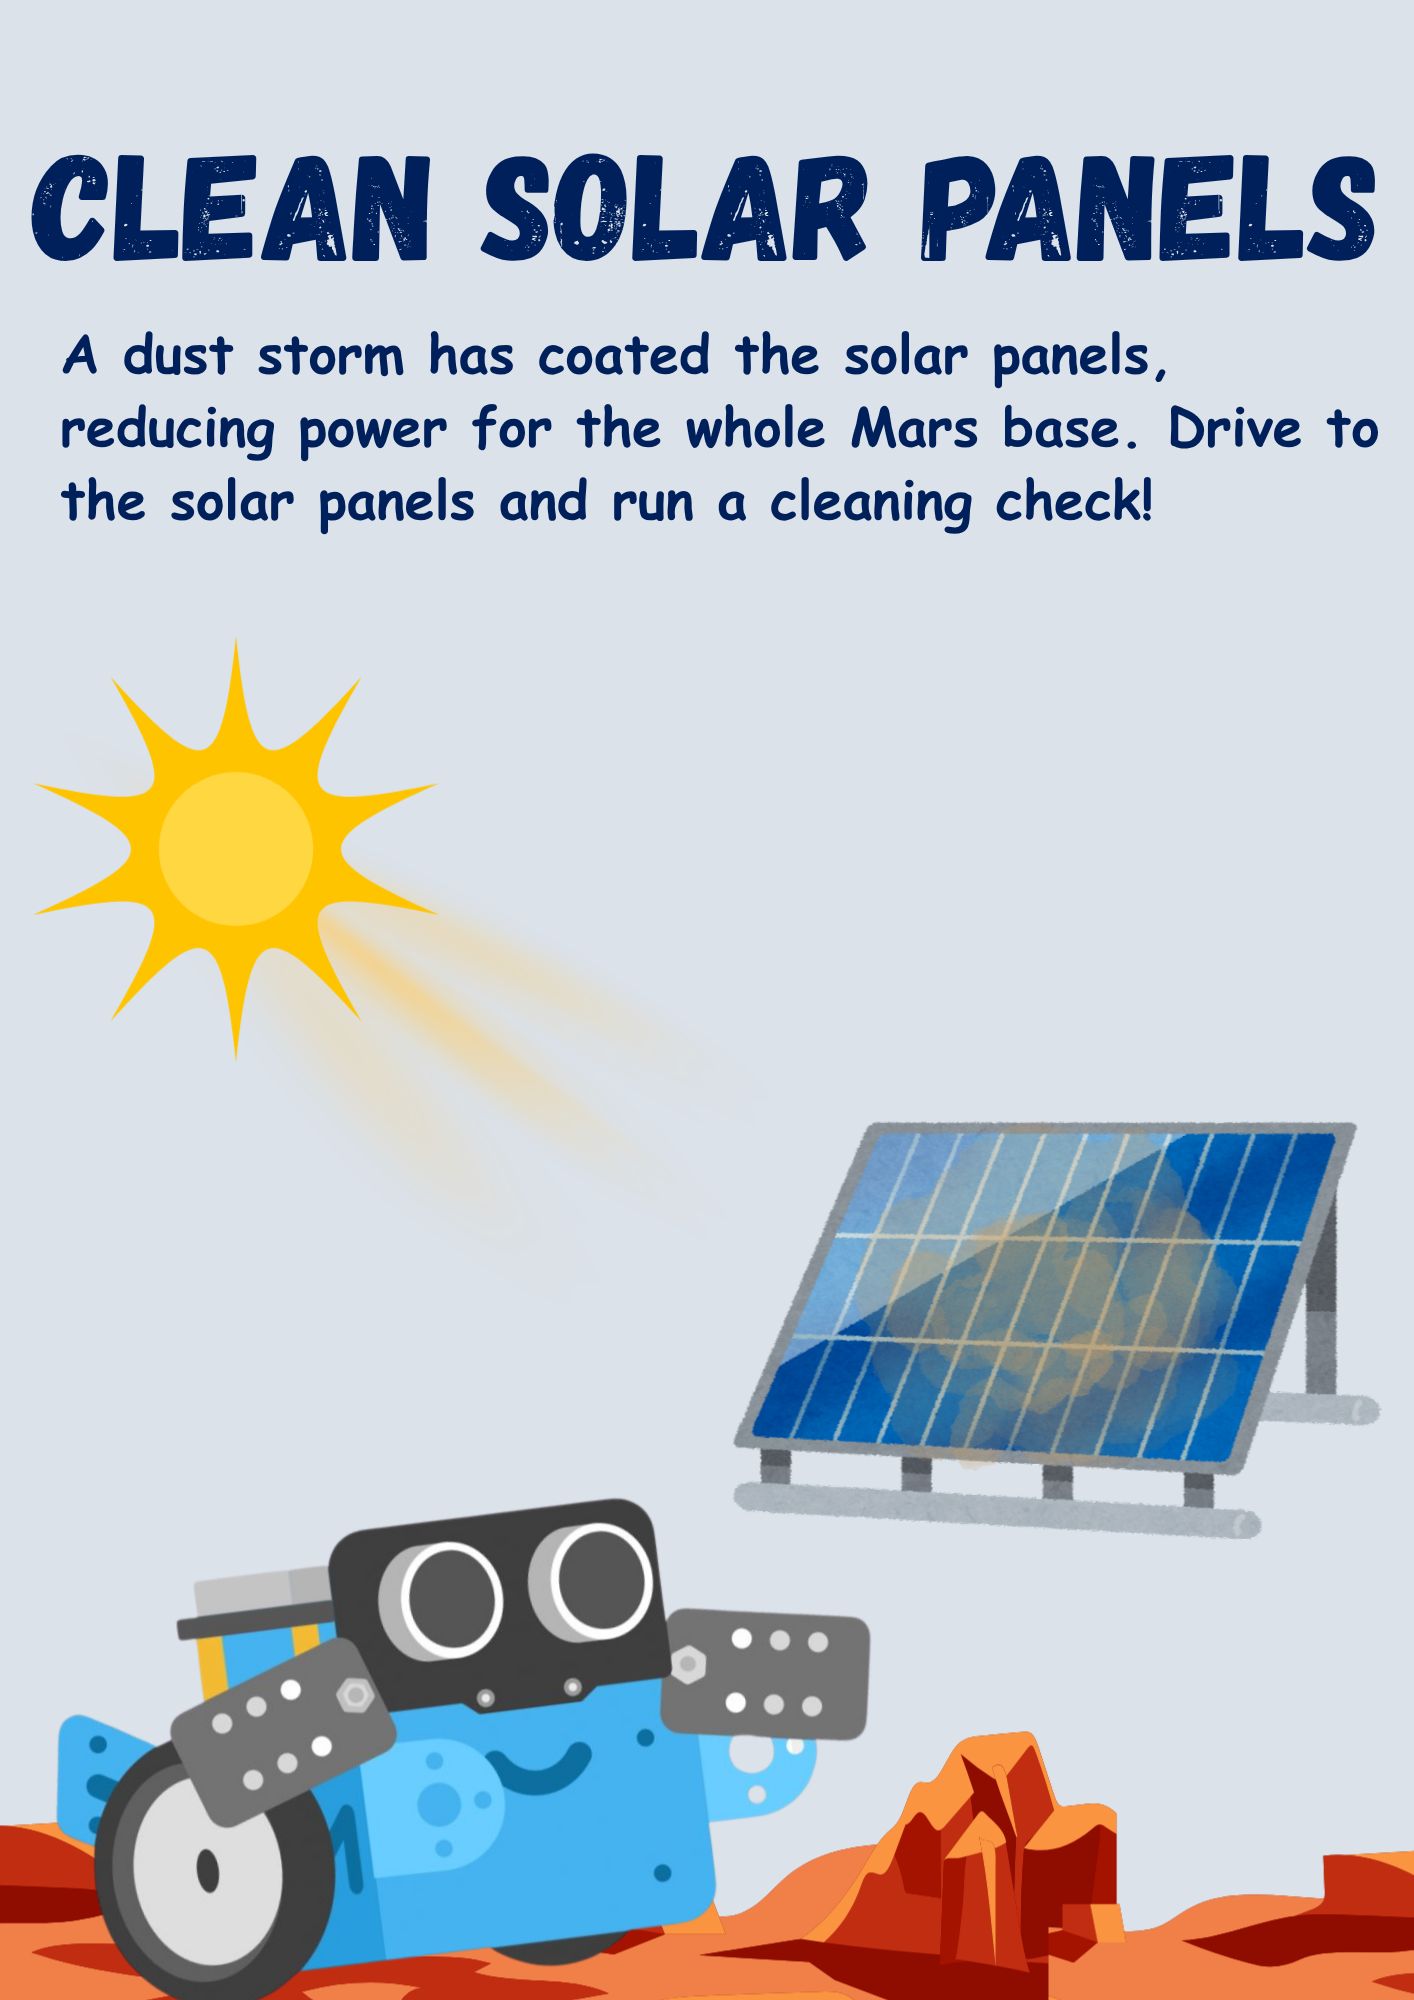 CLEAN SOLAR PANELS
A dust storm has coated the solar panels,
reducing power for the whole Mars base. Drive to
the solar panels and run a cleaning check!